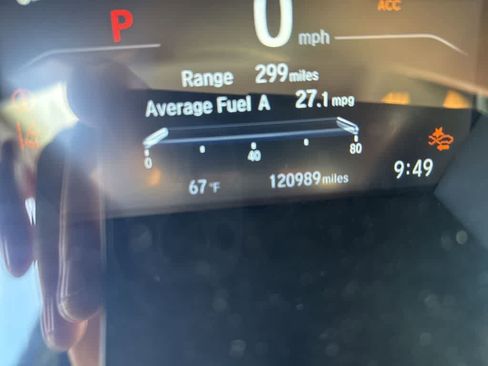 ACC
P
0 mph
Range 299 miles
Average Fuel A 27.1 mpg
0 40 80
67°F 120989 miles 9:49